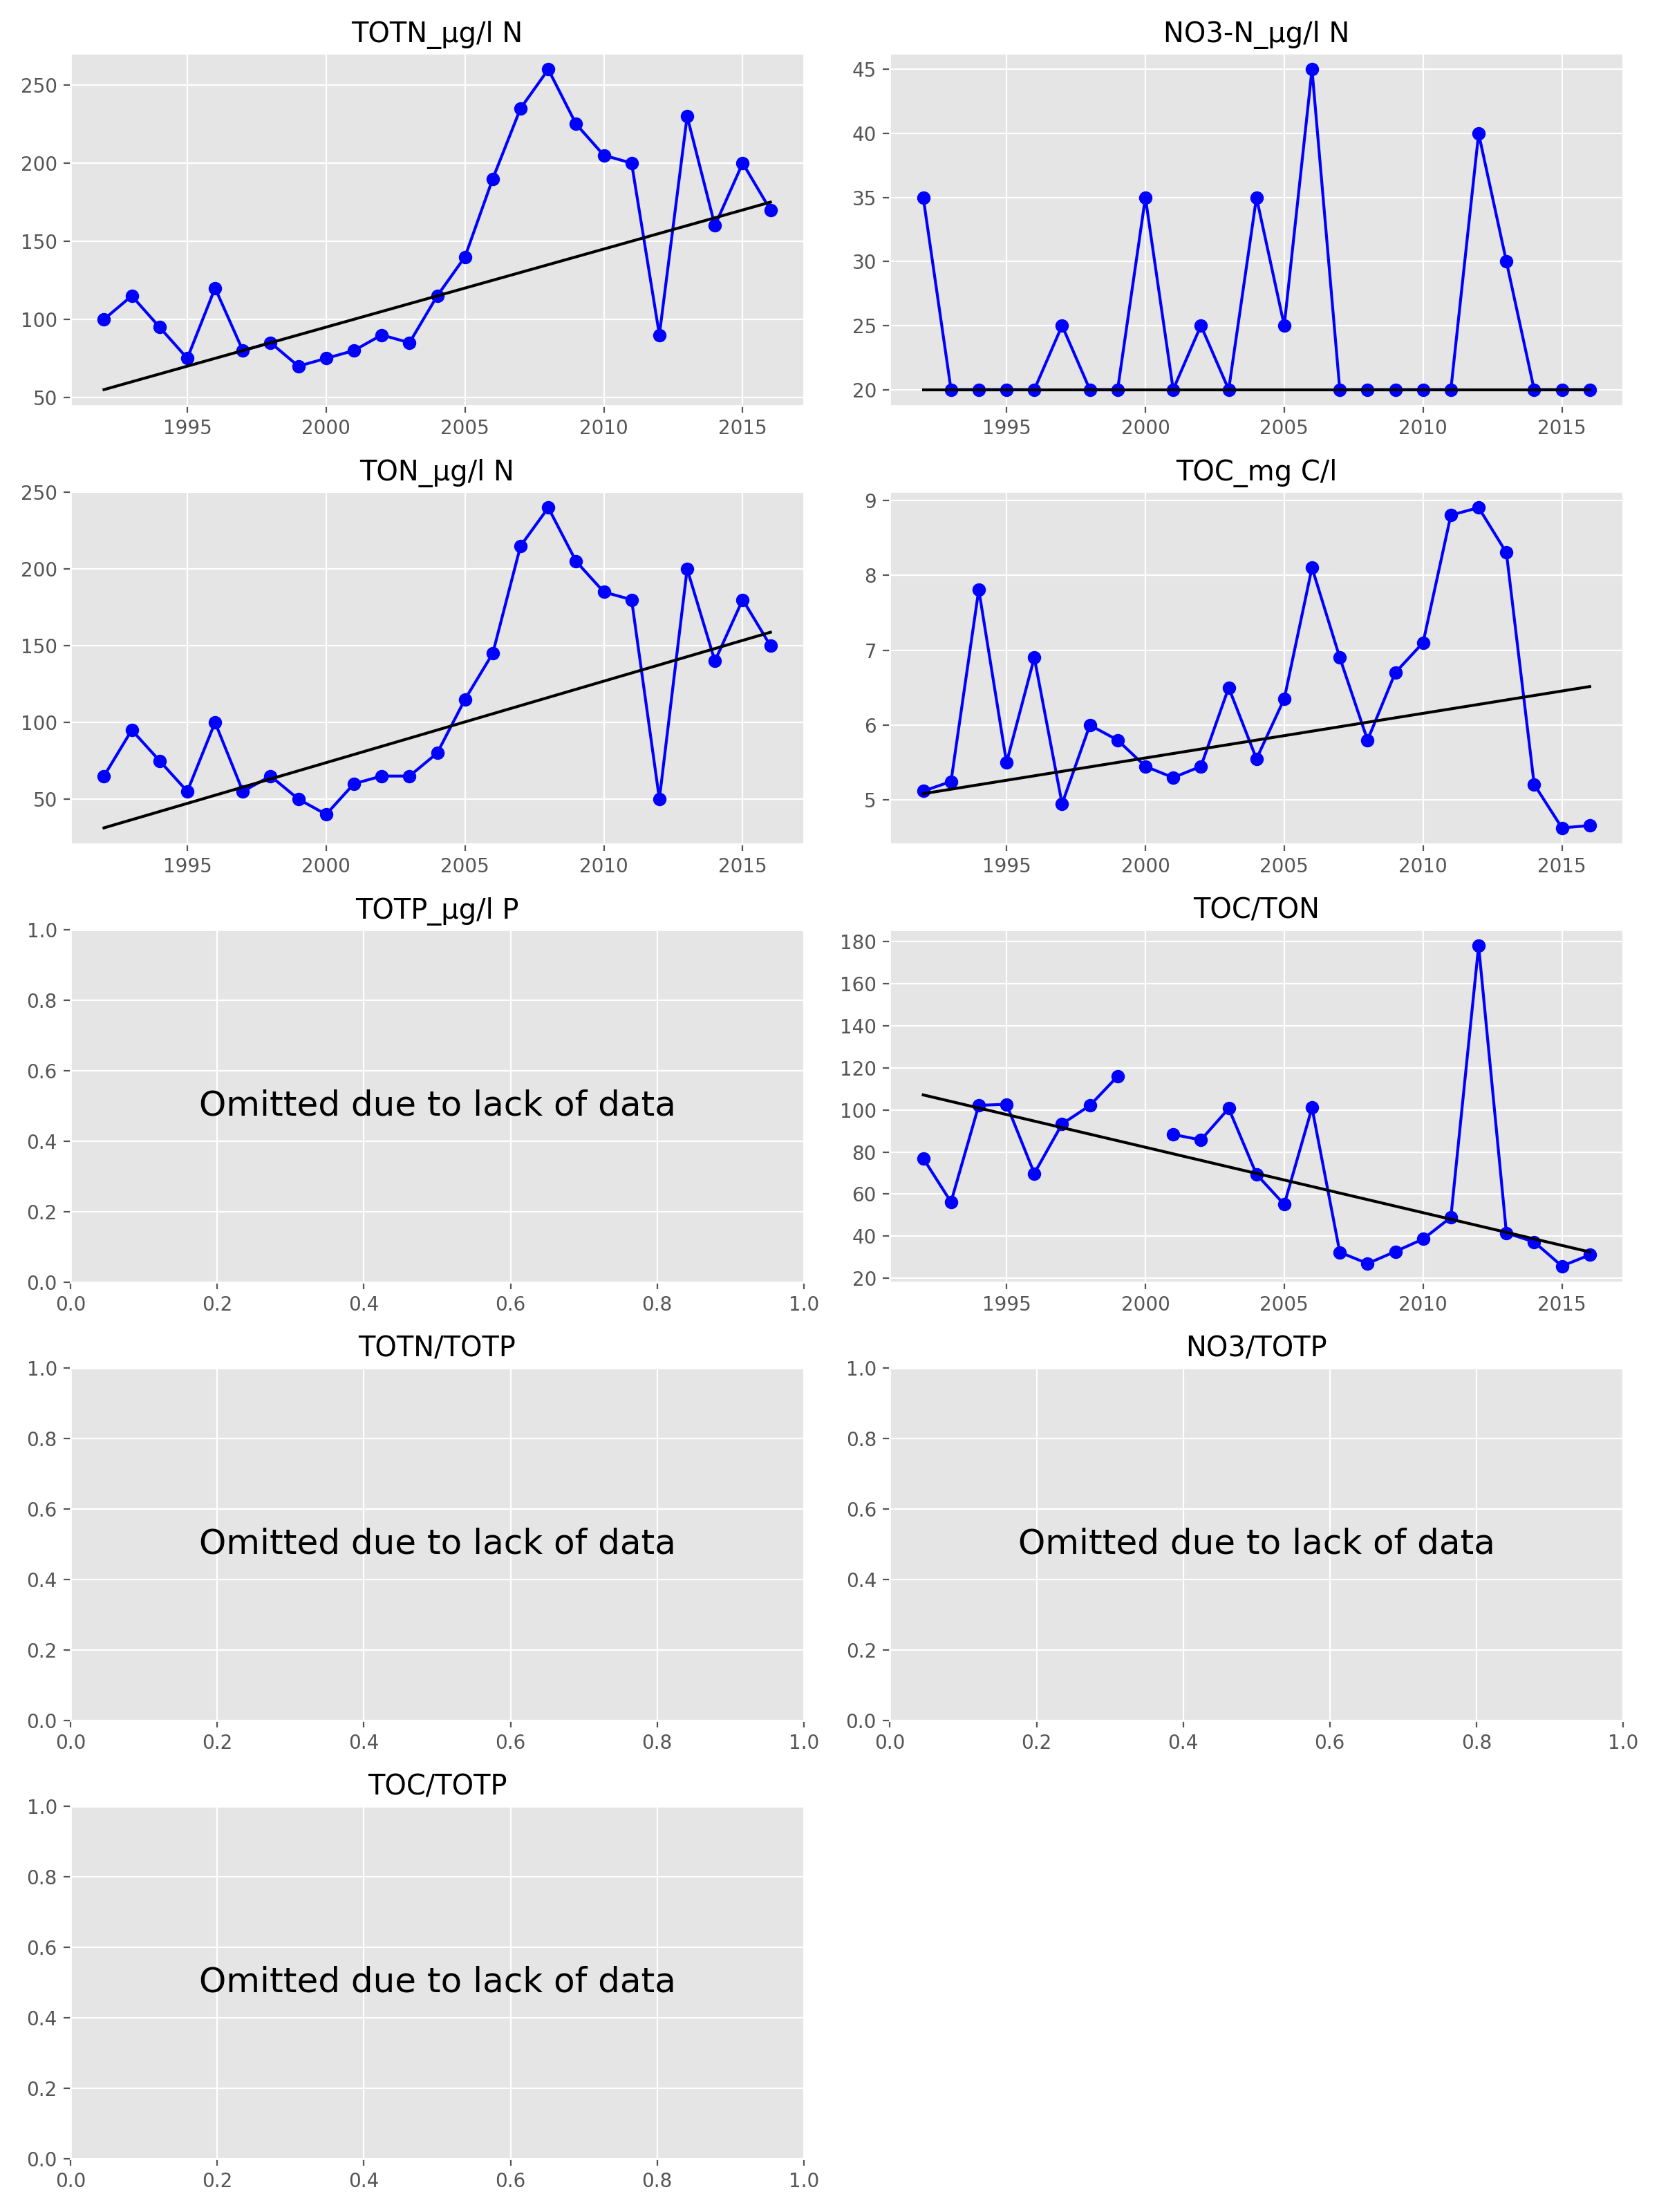 TOTN_µg/l N
250
200
150
100
50
1995 2000 2005 2010 2015
NO3-N_µg/l N
45
40
35
30
25
20
1995 2000 2005 2010 2015
TON_µg/l N
250
200
150
100
50
1995 2000 2005 2010 2015
TOC_mg C/l
9
8
7
6
5
1995 2000 2005 2010 2015
TOTP_µg/l P
1.0
0.8
0.6
Omitted due to lack of data
0.4
0.2
0.0
0.0 0.2 0.4 0.6 0.8 1.0
TOC/TON
180
160
140
120
100
80
60
40
20
1995 2000 2005 2010 2015
TOTN/TOTP
1.0
0.8
0.6
Omitted due to lack of data
0.4
0.2
0.0
0.0 0.2 0.4 0.6 0.8 1.0
NO3/TOTP
1.0
0.8
0.6
Omitted due to lack of data
0.4
0.2
0.0
0.0 0.2 0.4 0.6 0.8 1.0
TOC/TOTP
1.0
0.8
0.6
Omitted due to lack of data
0.4
0.2
0.0
0.0 0.2 0.4 0.6 0.8 1.0